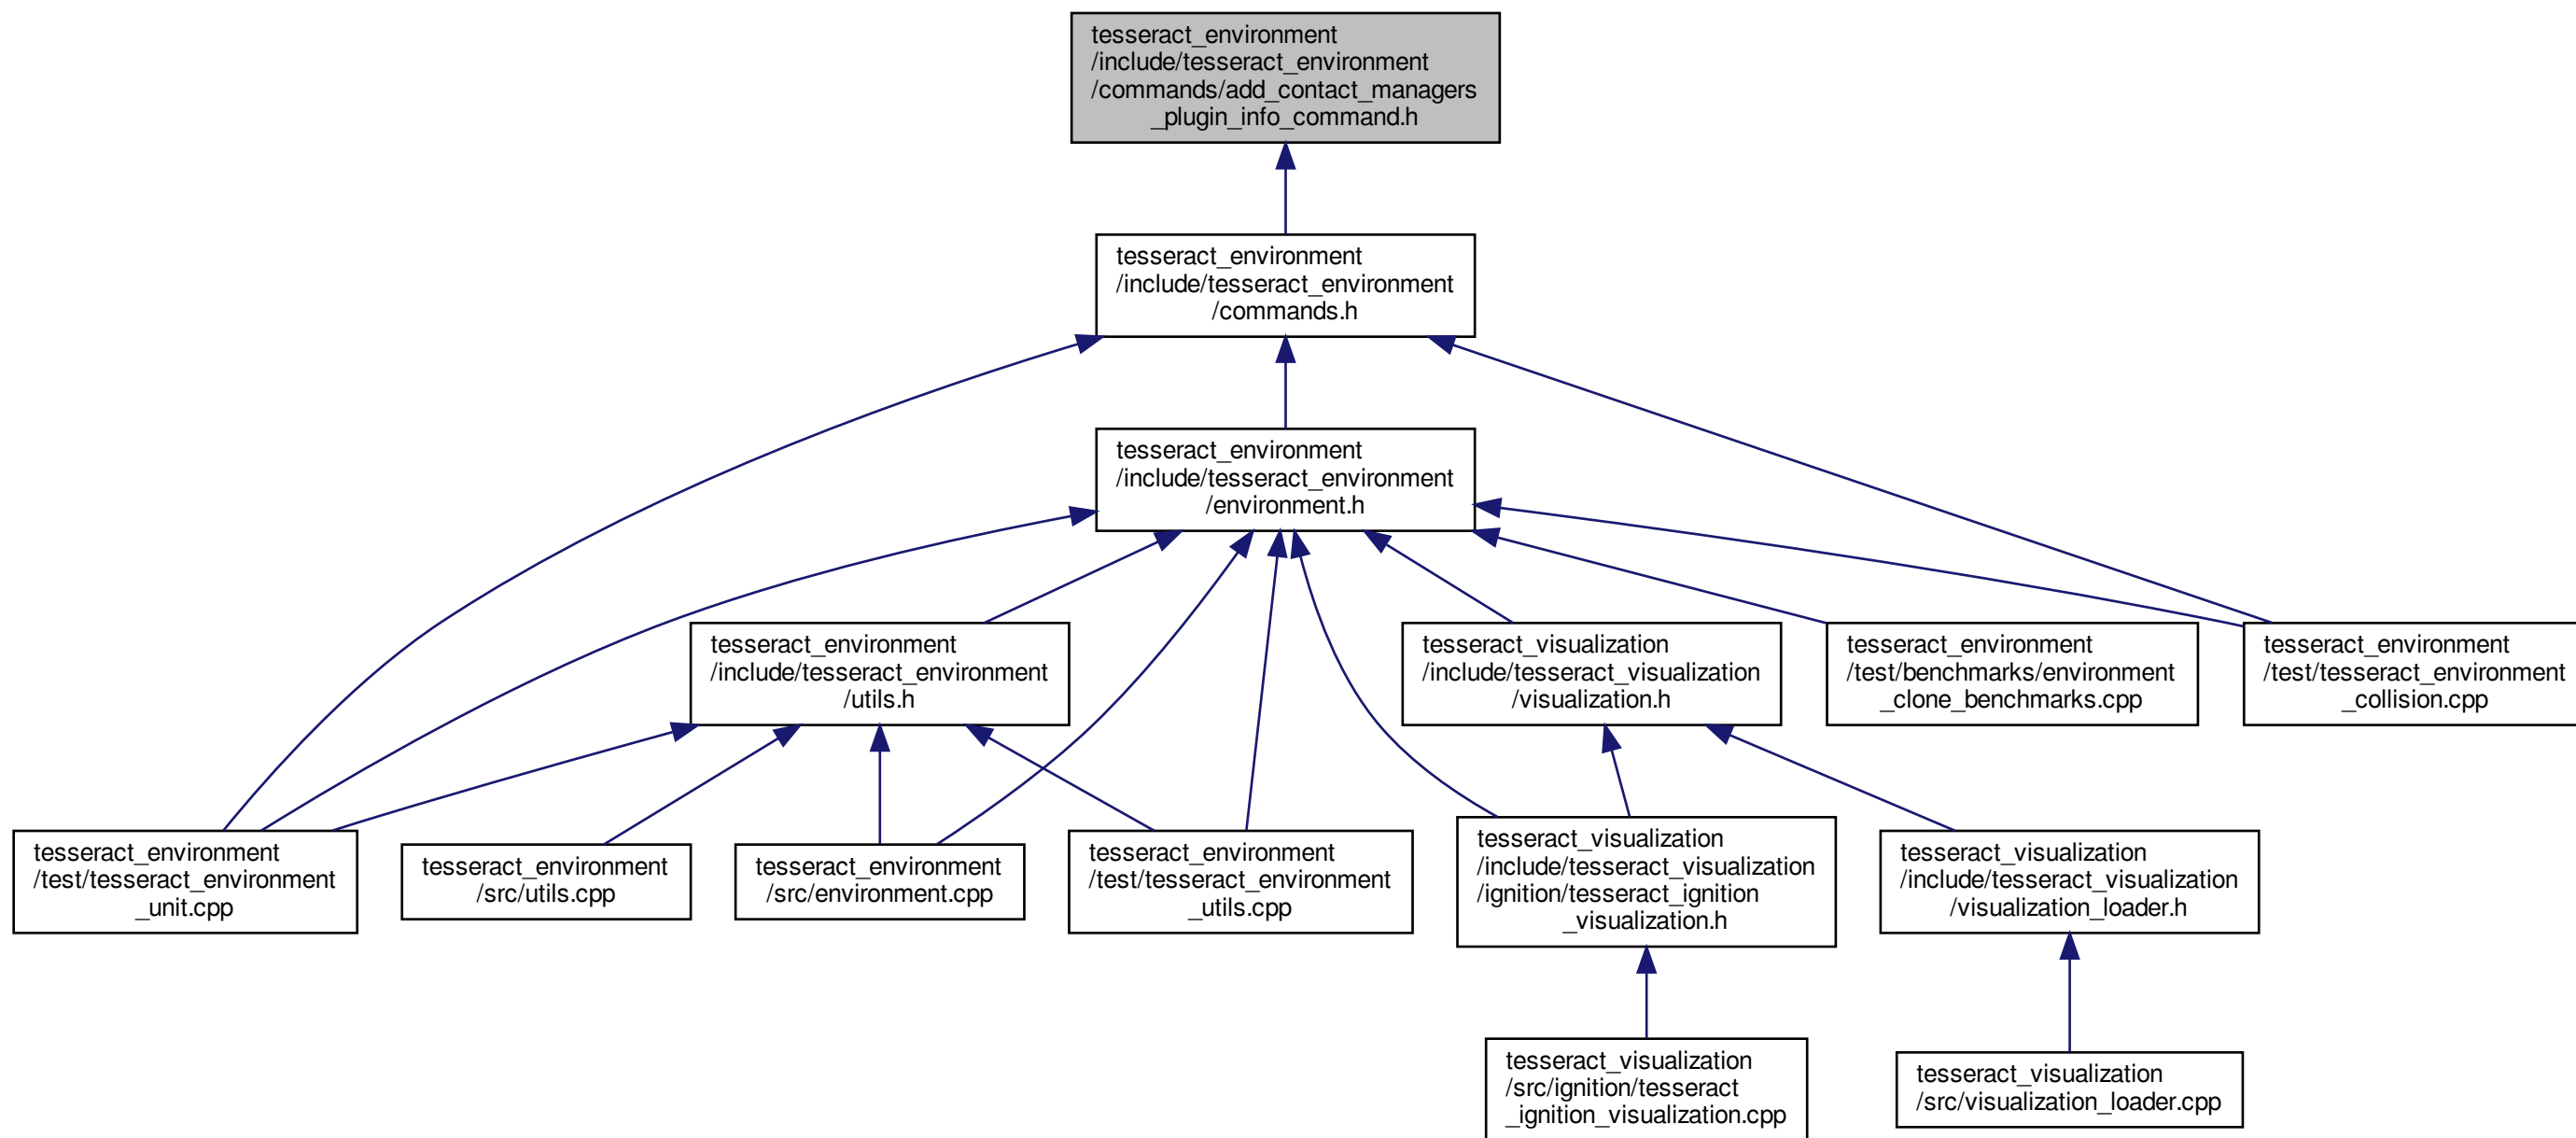 tesseract_environment
/include/tesseract_environment
/commands/add_contact_managers
_plugin_info_command.h
tesseract_environment
/include/tesseract_environment
/commands.h
tesseract_environment
/include/tesseract_environment
/environment.h
tesseract_environment
/include/tesseract_environment
/utils.h
tesseract_visualization
/include/tesseract_visualization
/visualization.h
tesseract_environment
/test/benchmarks/environment
_clone_benchmarks.cpp
tesseract_environment
/test/tesseract_environment
_collision.cpp
tesseract_environment
/test/tesseract_environment
_unit.cpp
tesseract_environment
/src/utils.cpp
tesseract_environment
/src/environment.cpp
tesseract_environment
/test/tesseract_environment
_utils.cpp
tesseract_visualization
/include/tesseract_visualization
/ignition/tesseract_ignition
_visualization.h
tesseract_visualization
/include/tesseract_visualization
/visualization_loader.h
tesseract_visualization
/src/ignition/tesseract
_ignition_visualization.cpp
tesseract_visualization
/src/visualization_loader.cpp